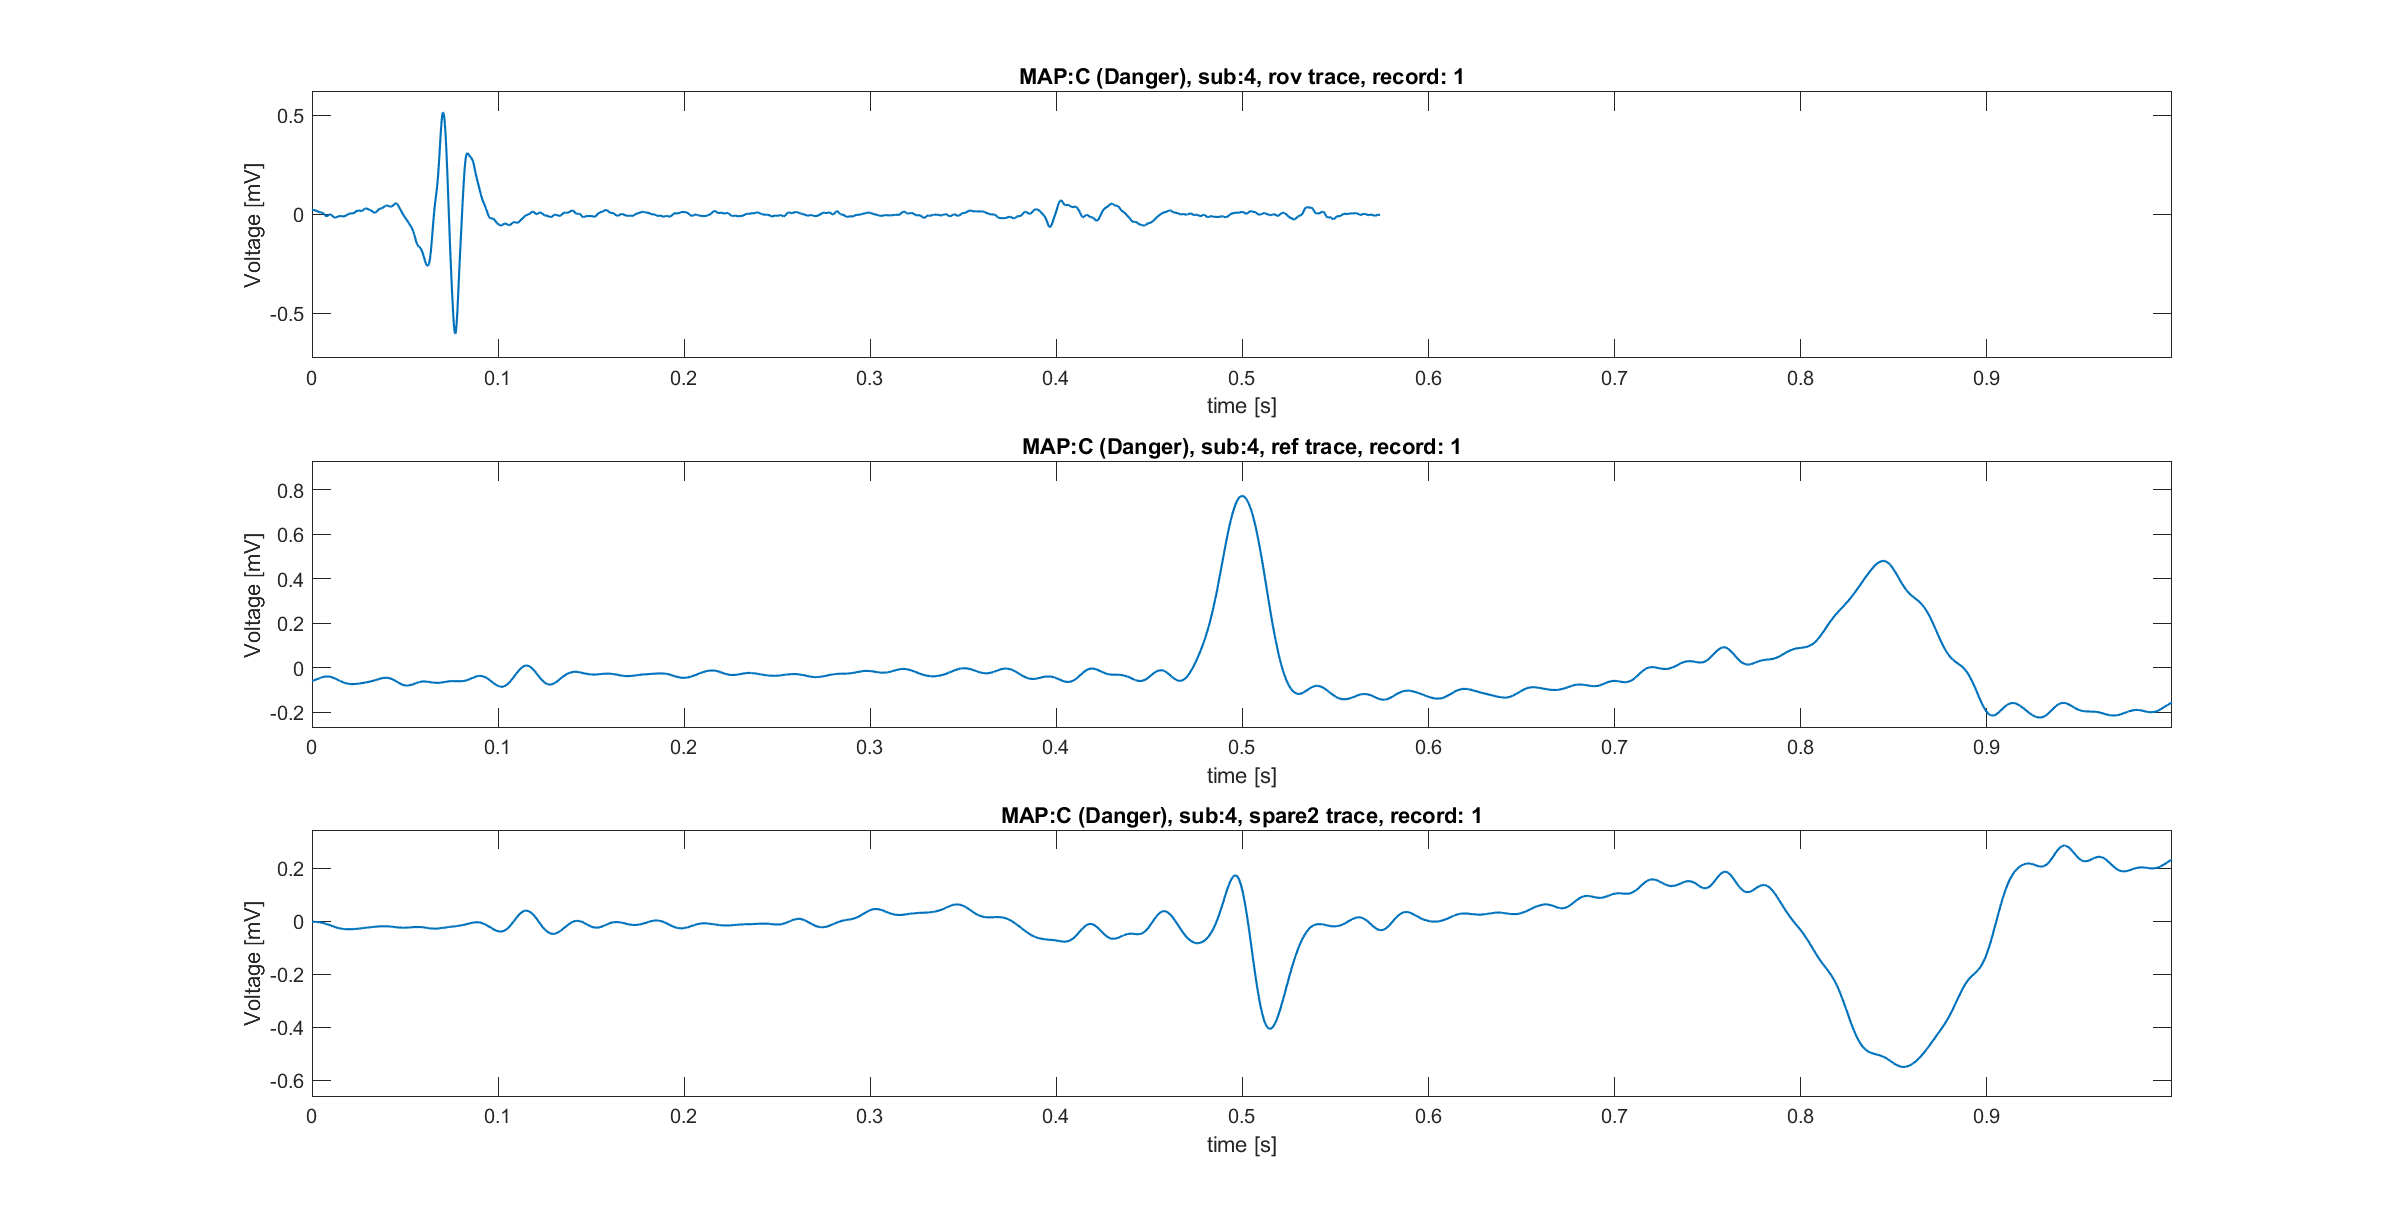 MAP:C (Danger), sub:4, rov trace, record: 1
Voltage [mV]
0.5
0
-0.5
0 0.1 0.2 0.3 0.4 0.5 0.6 0.7 0.8 0.9
time [s]
MAP:C (Danger), sub:4, ref trace, record: 1
Voltage [mV]
0.8
0.6
0.4
0.2
0
-0.2
0 0.1 0.2 0.3 0.4 0.5 0.6 0.7 0.8 0.9
time [s]
MAP:C (Danger), sub:4, spare2 trace, record: 1
Voltage [mV]
0.2
0
-0.2
-0.4
-0.6
0 0.1 0.2 0.3 0.4 0.5 0.6 0.7 0.8 0.9
time [s]